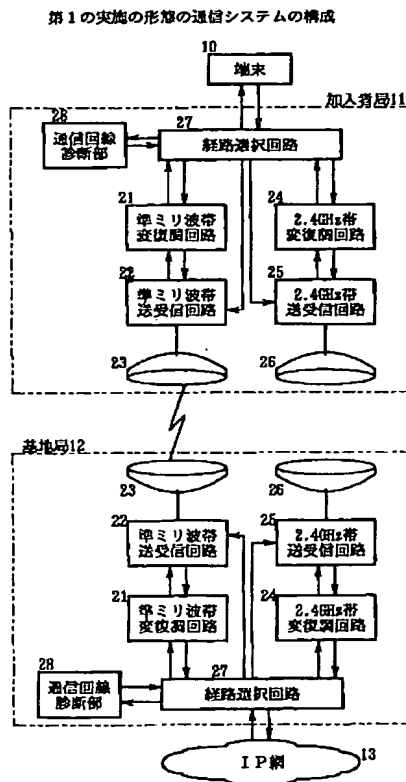 第1の実施の形態の通信システムの構成
10
端末
加入者局11
28
通信回線
診断部
27
経路選択回路
21
準ミリ波帯
変復調回路
24
2.4GHz帯
変復調回路
22
準ミリ波帯
送受信回路
25
2.4GHz帯
送受信回路
23
26
基地局12
23
26
22
準ミリ波帯
送受信回路
25
2.4GHz帯
送受信回路
21
準ミリ波帯
変復調回路
24
2.4GHz帯
変復調回路
28
通信回線
診断部
27
経路選択回路
IP網
13